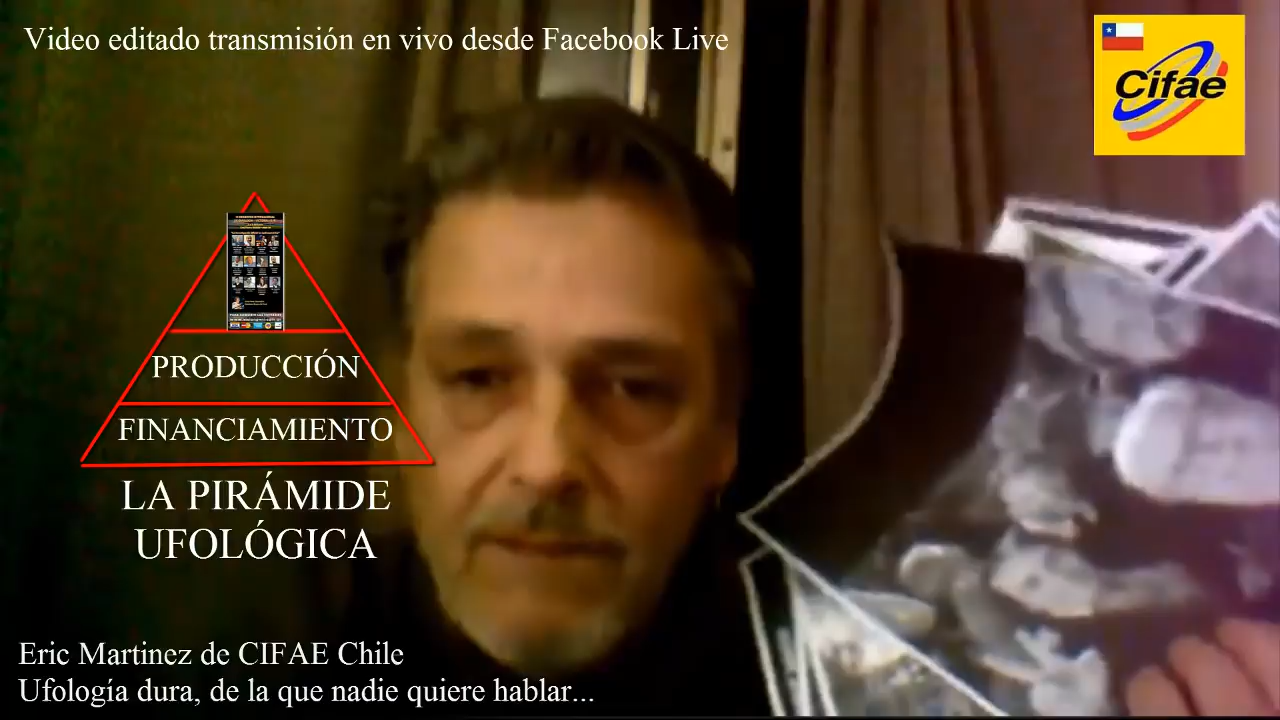 Video editado transmisión en vivo desde Facebook Live
Cifae
PRODUCCIÓN
FINANCIAMIENTO
LA PIRÁMIDE
UFOLÓGICA
Eric Martinez de CIFAE Chile
Ufología dura, de la que nadie quiere hablar...